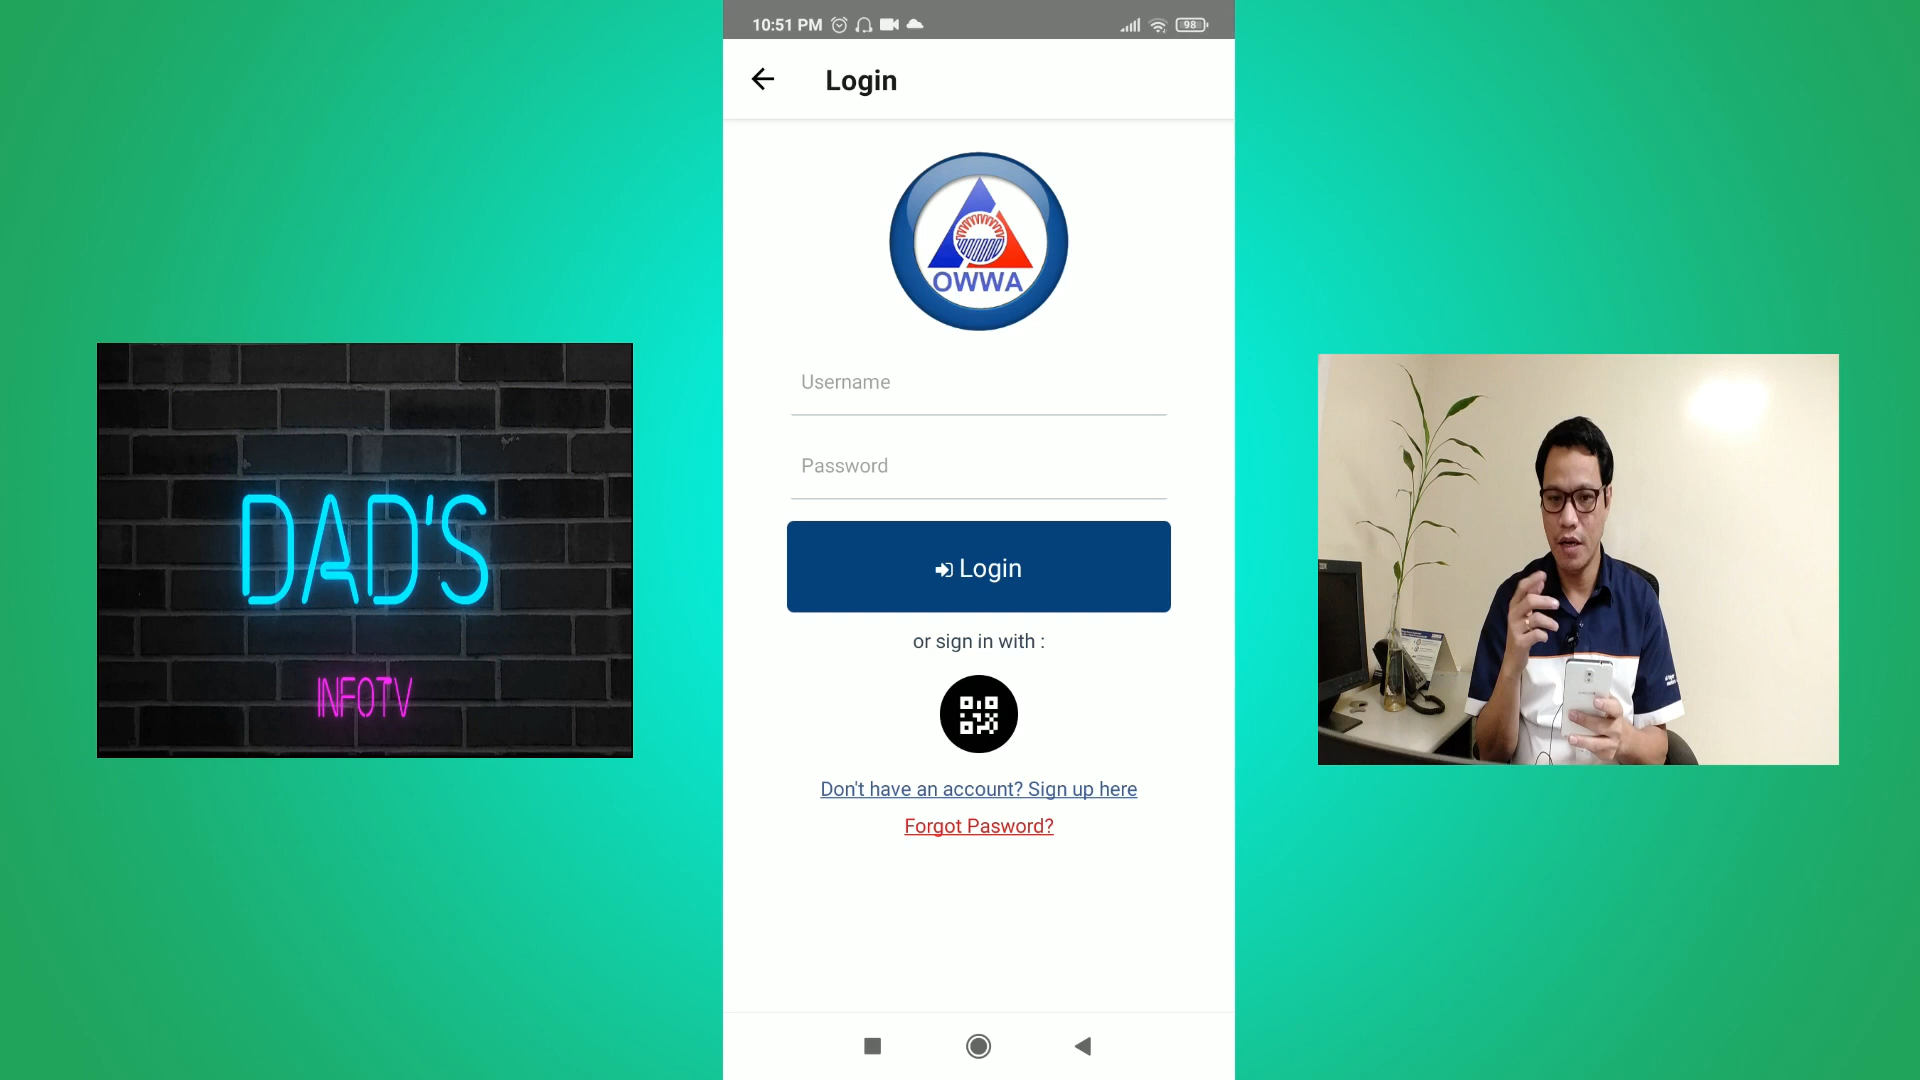 10:51 PM
98
Login
OWWA
Username
Password
Login
or sign in with :
Don't have an account? Sign up here
Forgot Pasword?
DAD'S
INFOTV